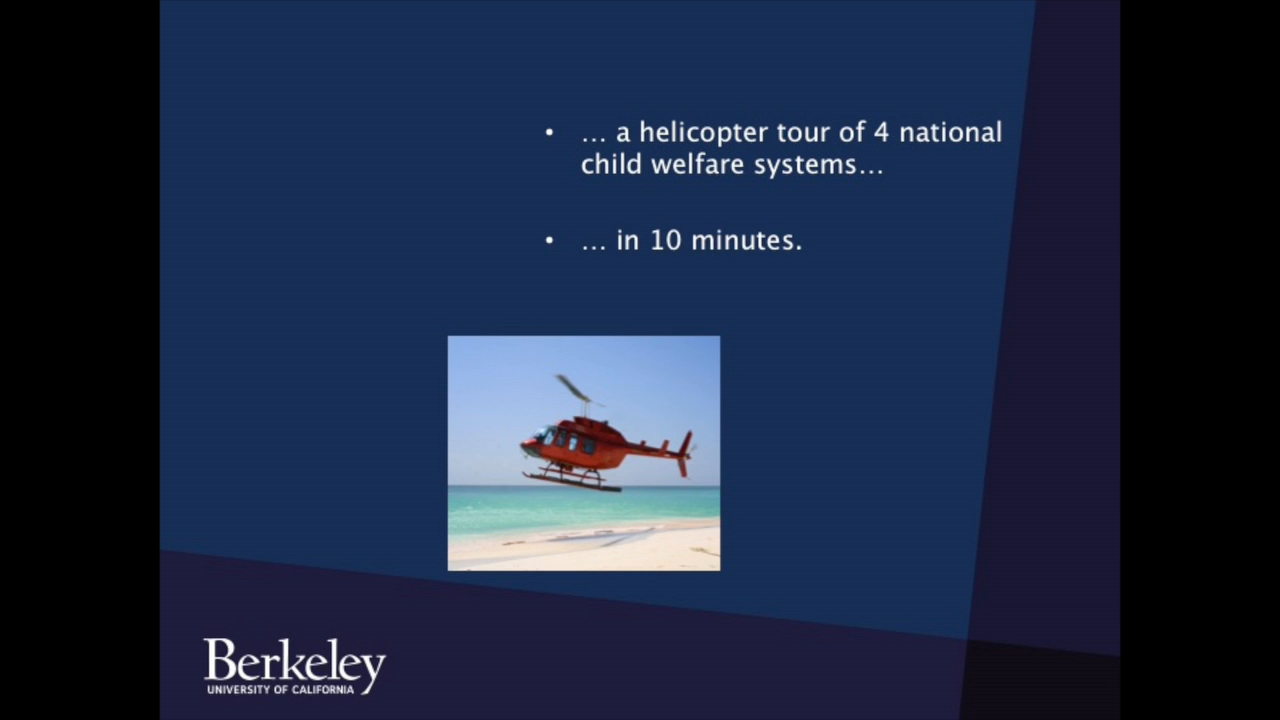 • … a helicopter tour of 4 national
child welfare systems…
• … in 10 minutes.
Berkeley
UNIVERSITY OF CALIFORNIA